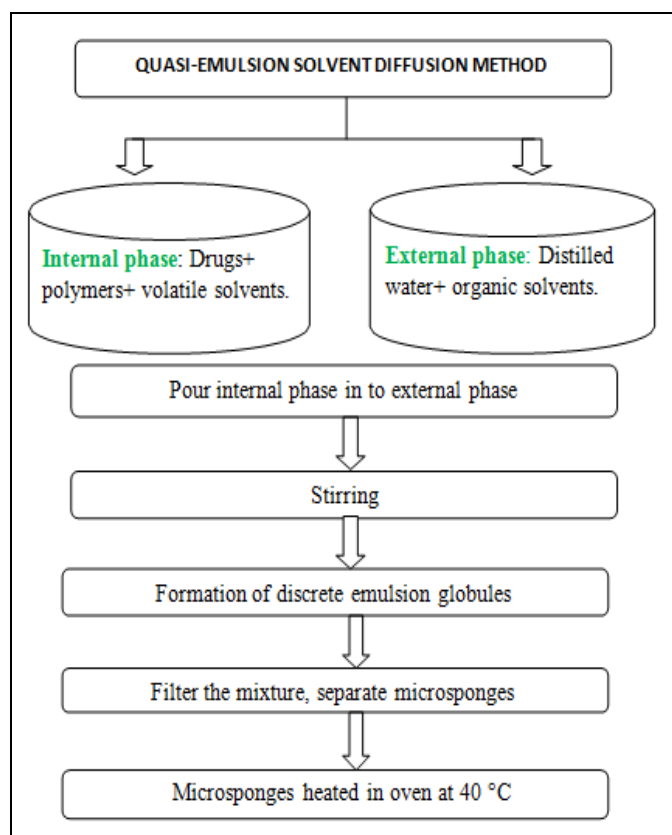 QUASI-EMULSION SOLVENT DIFFUSION METHOD
Internal phase: Drugs+
polymers+ volatile solvents.
External phase: Distilled
water+ organic solvents.
Pour internal phase in to external phase
Stirring
Formation of discrete emulsion globules
Filter the mixture, separate microsponges
Microsponges heated in oven at 40 °C